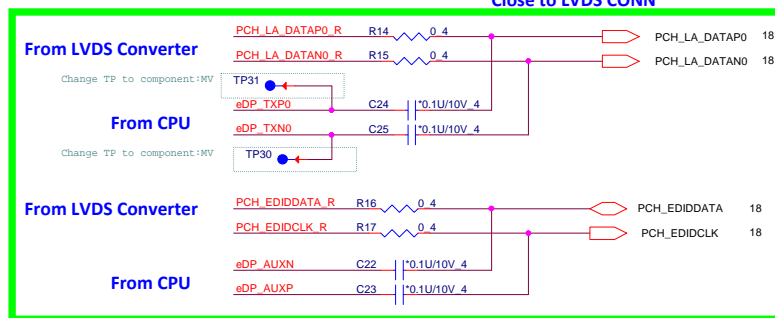 Close to LVDS CONN
PCH_LA_DATAP0_R R14 0_4 PCH_LA_DATAP0 18
From LVDS Converter
PCH_LA_DATAN0_R R15 0_4 PCH_LA_DATAN0 18
Change TP to component:MV TP31
eDP_TXP0 C24 *0.1U/10V_4
From CPU
eDP_TXN0 C25 *0.1U/10V_4
Change TP to component:MV TP30
From LVDS Converter PCH_EDIDDATA_R R16 0_4 PCH_EDIDDATA 18
PCH_EDIDCLK_R R17 0_4 PCH_EDIDCLK 18
eDP_AUXN C22 *0.1U/10V_4
From CPU
eDP_AUXP C23 *0.1U/10V_4